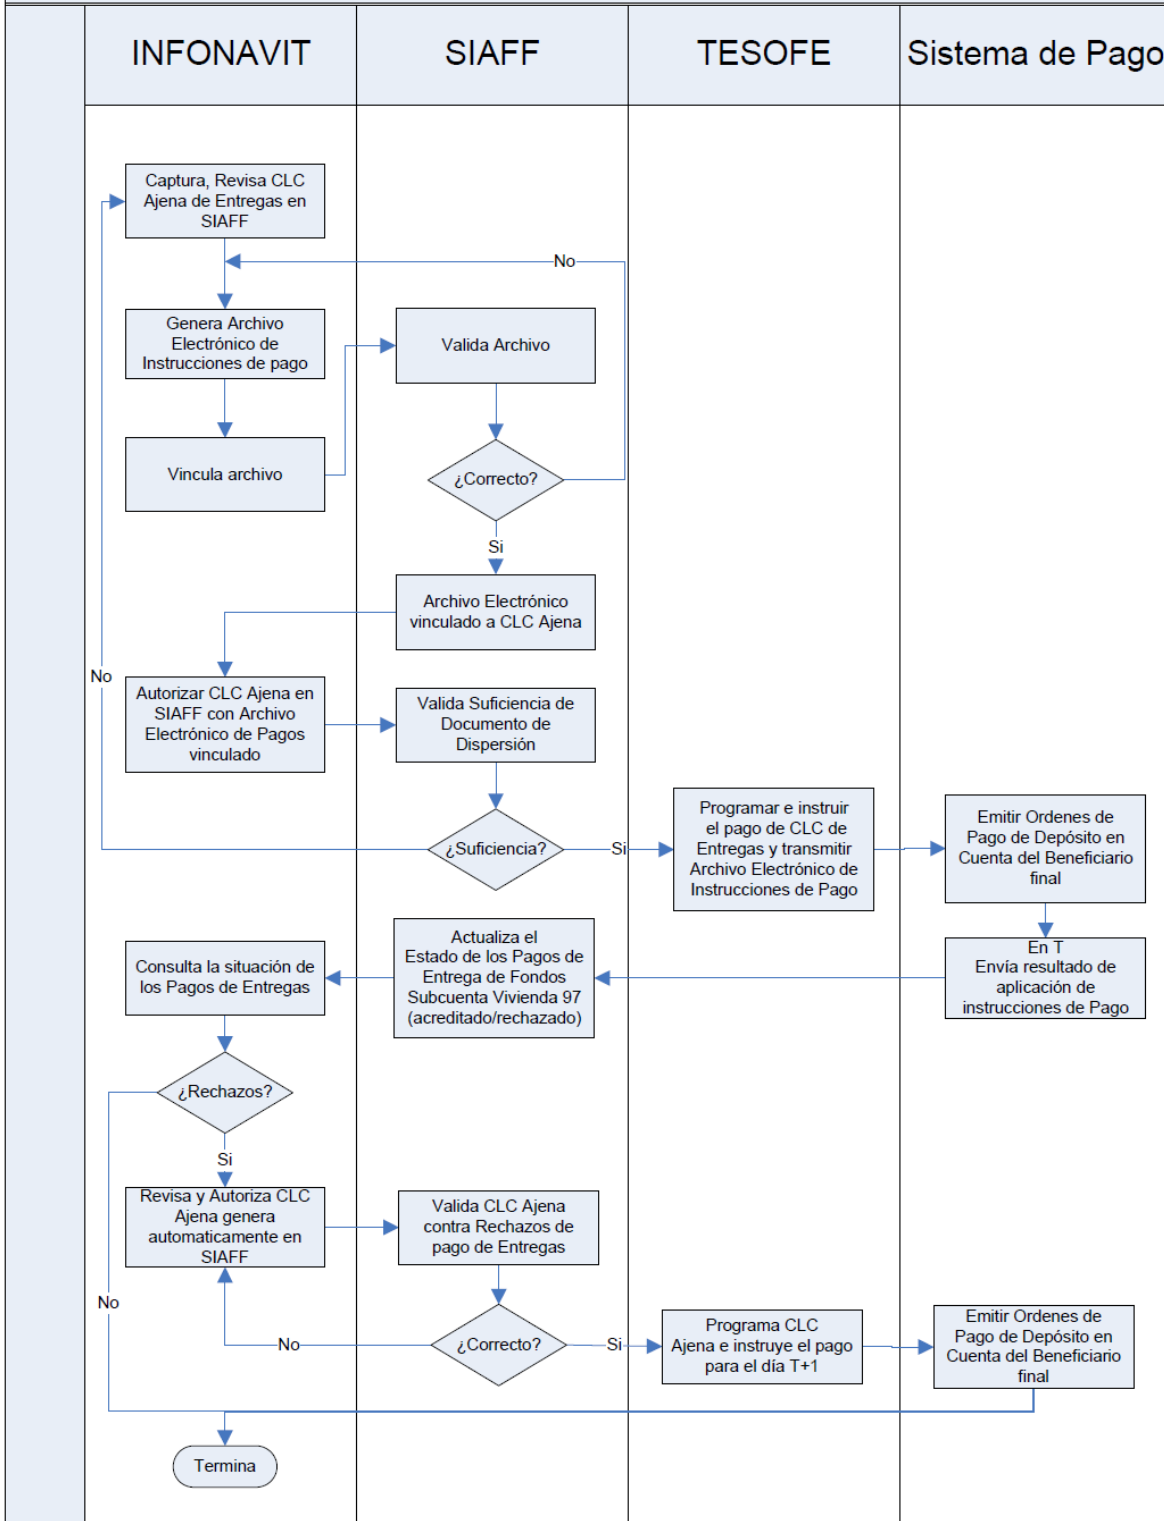 INFONAVIT
SIAFF
TESOFE
Sistema de Pago
Captura, Revisa CLC
Ajena de Entregas en
SIAFF
No
Genera Archivo
Electrónico de
Instrucciones de pago
Valida Archivo
Vincula archivo
¿Correcto?
Si
Archivo Electrónico
vinculado a CLC Ajena
No
Autorizar CLC Ajena en
SIAFF con Archivo
Electrónico de Pagos
vinculado
Valida Suficiencia de
Documento de
Dispersión
¿Suficiencia?
Si
Programar e instruir
el pago de CLC de
Entregas y transmitir
Archivo Electrónico de
Instrucciones de Pago
Emitir Ordenes de
Pago de Depósito en
Cuenta del Beneficiario
final
En T
Envía resultado de
aplicación de
instrucciones de Pago
Actualiza el
Estado de los Pagos de
Entrega de Fondos
Subcuenta Vivienda 97
(acreditado/rechazado)
Consulta la situación de
los Pagos de Entregas
¿Rechazos?
Si
Revisa y Autoriza CLC
Ajena genera
automaticamente en
SIAFF
Valida CLC Ajena
contra Rechazos de
pago de Entregas
No
No
¿Correcto?
Si
Programa CLC
Ajena e instruye el pago
para el día T+1
Emitir Ordenes de
Pago de Depósito en
Cuenta del Beneficiario
final
Termina